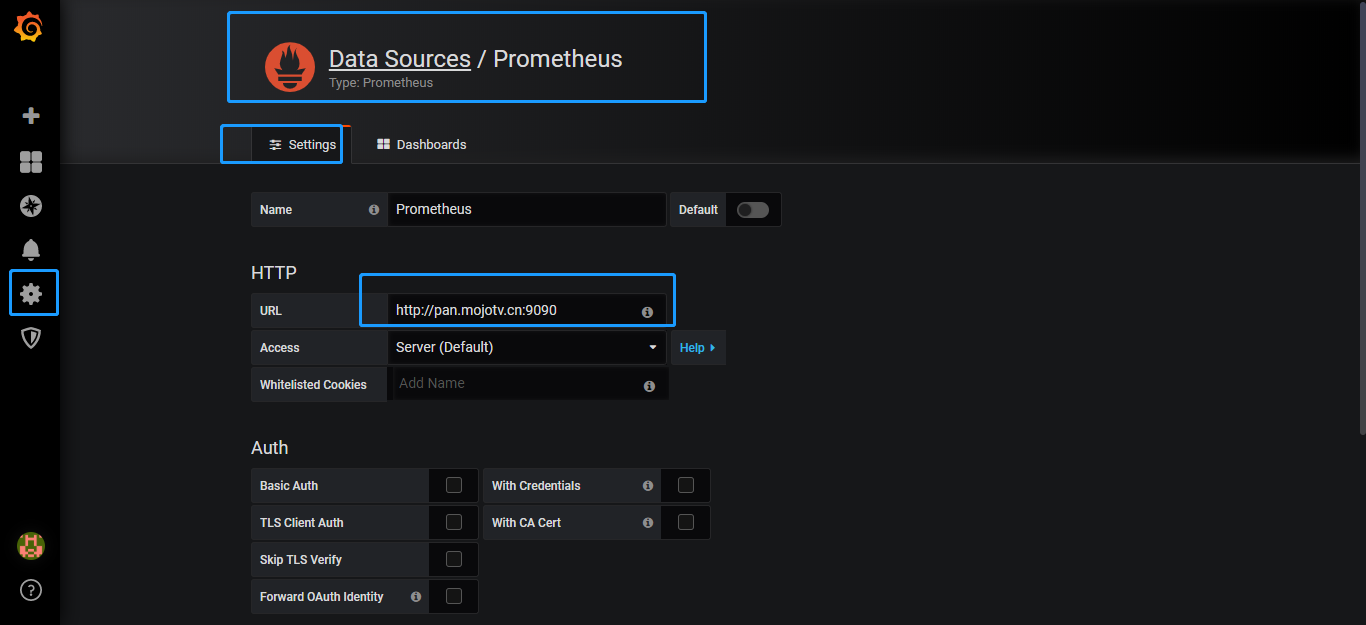 Data Sources / Prometheus
Type: Prometheus
Settings
Dashboards
Name
Prometheus
Default
HTTP
URL
http://pan.mojotv.cn:9090
Access
Server (Default)
Help
Whitelisted Cookies
Add Name
Auth
Basic Auth
With Credentials
TLS Client Auth
With CA Cert
Skip TLS Verify
Forward OAuth Identity